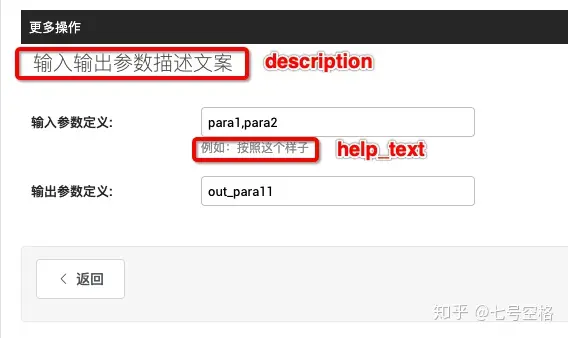 更多操作
输入输出参数描述文案 description
输入参数定义: para1,para2
例如：按照这个样子 help_text
输出参数定义: out_para11
返回
知乎 @七号空格